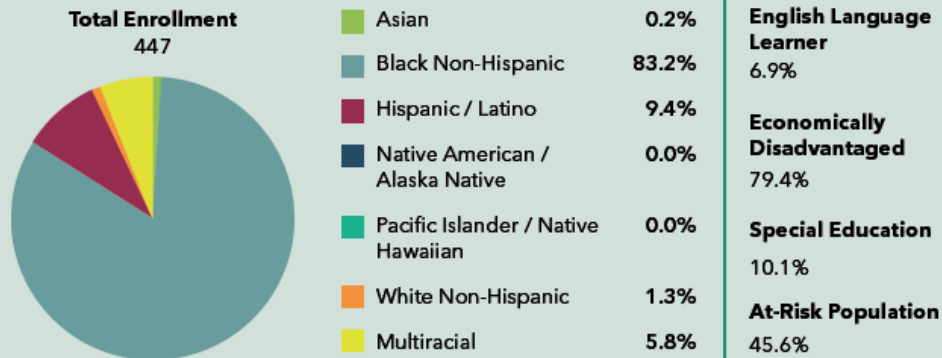 Total Enrollment
447
Asian 0.2%
Black Non-Hispanic 83.2%
Hispanic / Latino 9.4%
Native American / 0.0%
Alaska Native
Pacific Islander / Native 0.0%
Hawaiian
White Non-Hispanic 1.3%
Multiracial 5.8%
English Language
Learner
6.9%
Economically
Disadvantaged
79.4%
Special Education
10.1%
At-Risk Population
45.6%